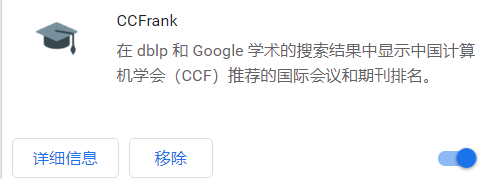 CCFrank
在 dblp 和 Google 学术的搜索结果中显示中国计算
机学会（CCF）推荐的国际会议和期刊排名。
详细信息 移除